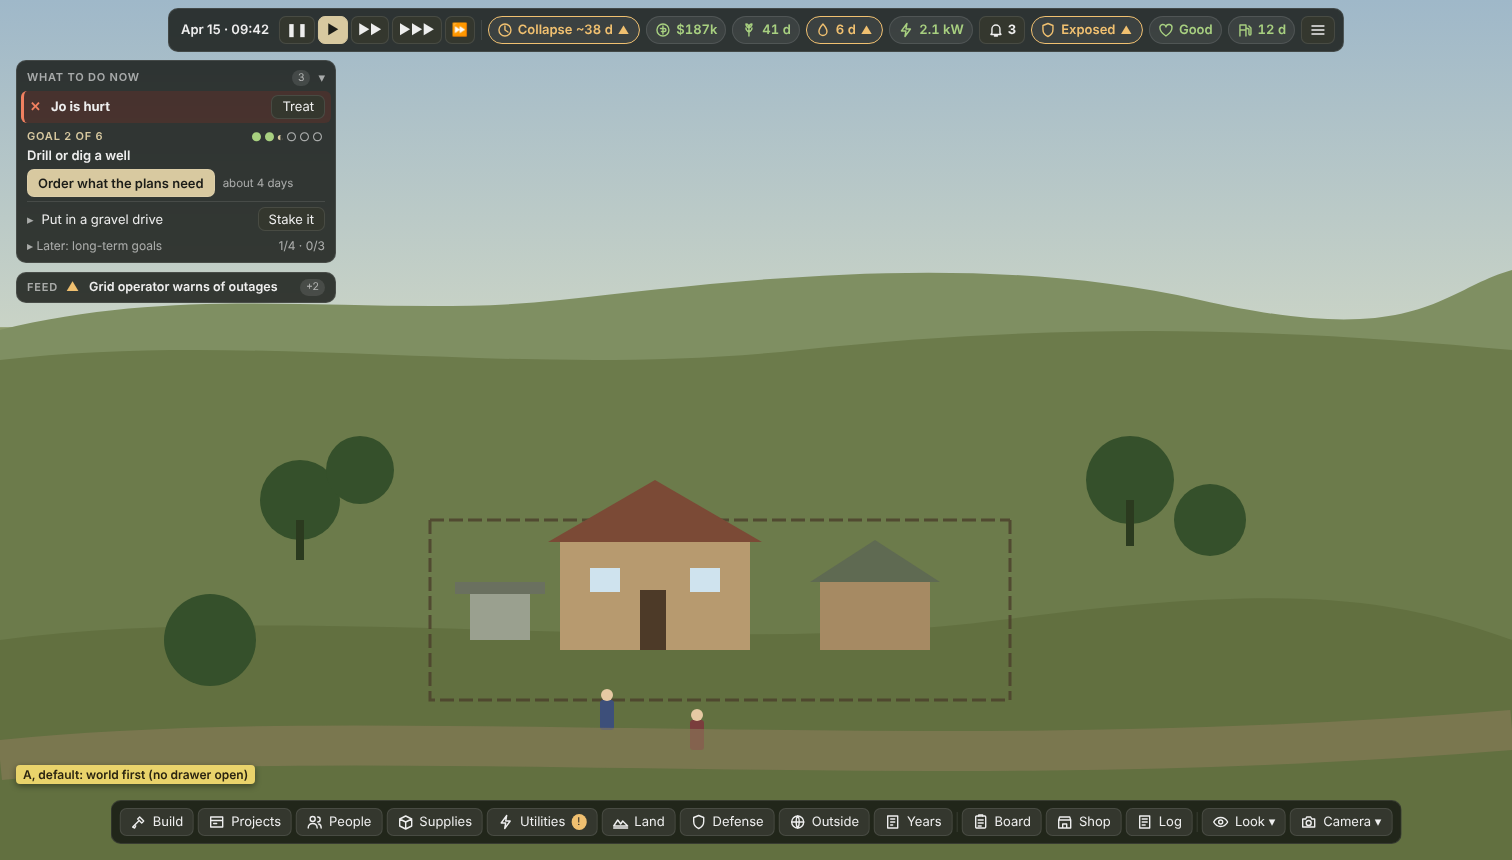 Apr 15 · 09:42
Collapse ~38 d
$187k
41 d
6 d
2.1 kW
3
Exposed
Good
12 d
WHAT TO DO NOW 3
Jo is hurt Treat
GOAL 2 OF 6
Drill or dig a well
Order what the plans need about 4 days
Put in a gravel drive Stake it
Later: long-term goals 1/4 · 0/3
FEED Grid operator warns of outages +2
A, default: world first (no drawer open)
Build
Projects
People
Supplies
Utilities !
Land
Defense
Outside
Years
Board
Shop
Log
Look
Camera